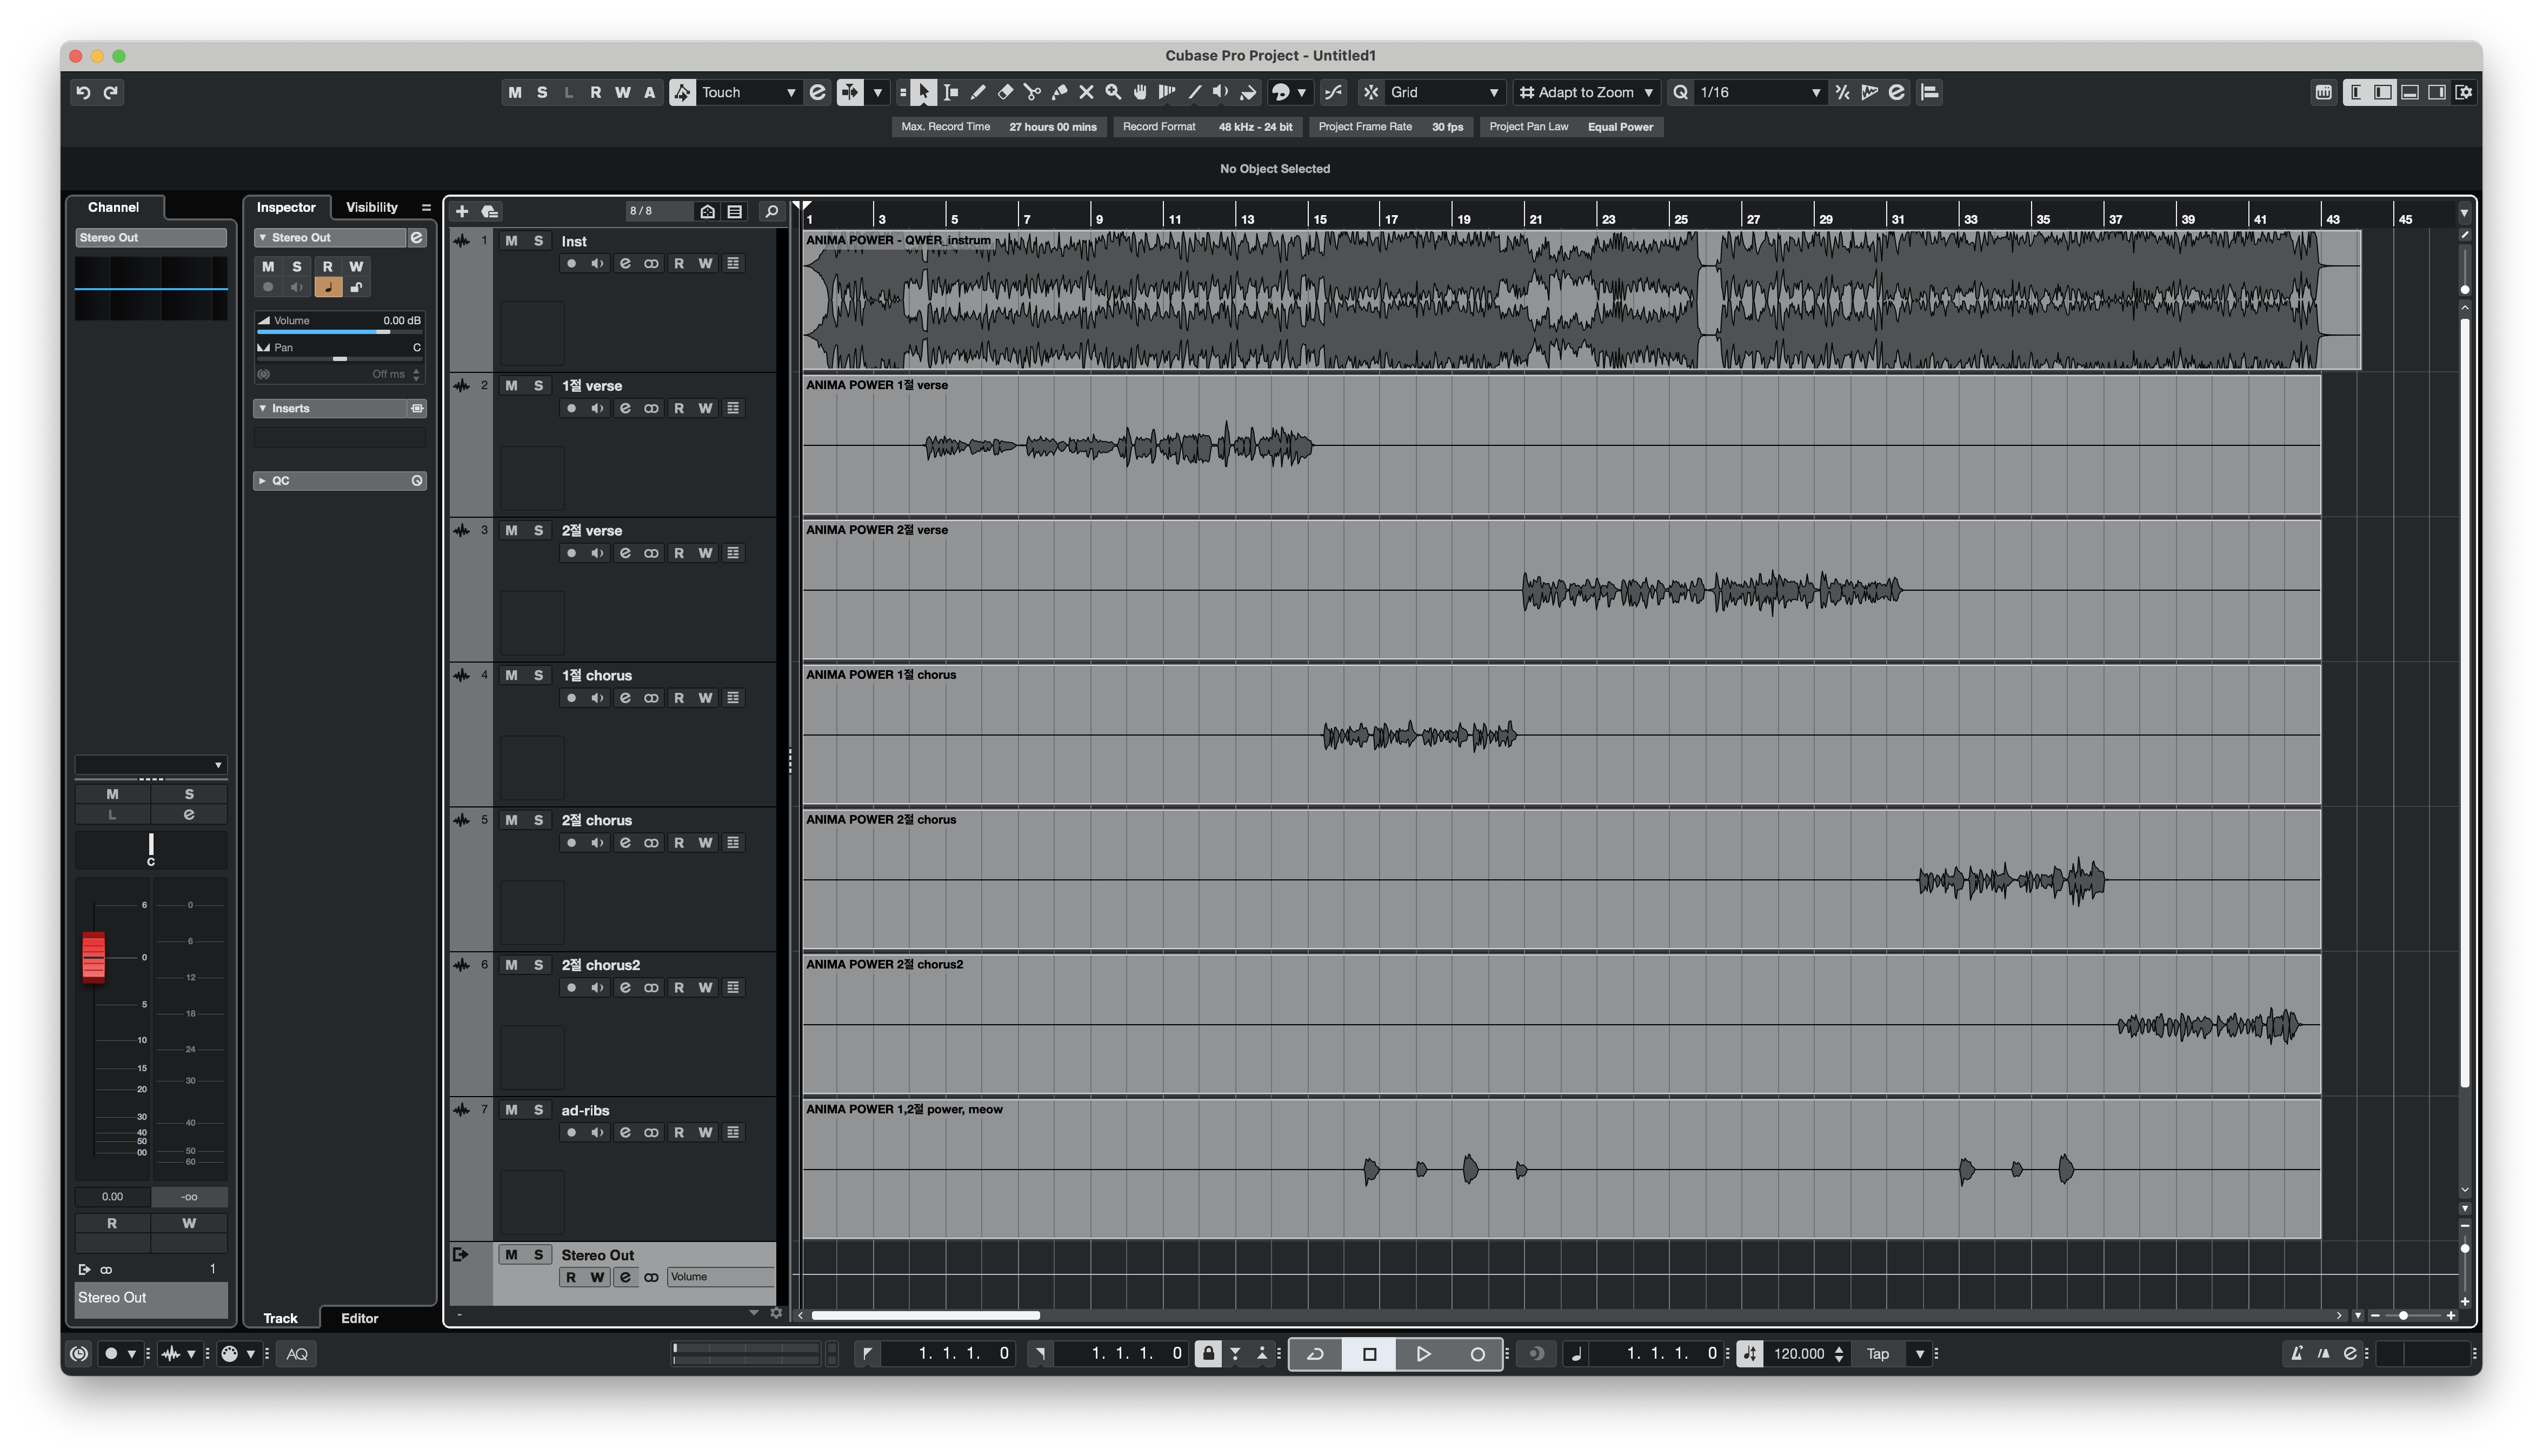 Cubase Pro Project - Untitled1
M S L R W A Touch Grid Adapt to Zoom Q 1/16
Max. Record Time 27 hours 00 mins Record Format 48 kHz - 24 bit Project Frame Rate 30 fps Project Pan Law Equal Power
No Object Selected
Channel
Stereo Out
M S
L e
C
6 0
6
0
12
5
18
10
24
15
30
20
30
40
40
50
50
00
60
0.00 -oo
R W
1
Stereo Out
Inspector Visibility
Stereo Out e
M S R W
Volume 0.00 dB
Pan C
Off ms
Inserts
QC
Track Editor
8 / 8
1 3 5 7 9 11 13 15 17 19 21 23 25 27 29 31 33 35 37 39 41 43 45
1 M S Inst
e R W
ANIMA POWER - QWER_instrum
2 M S 1절 verse
e R W
ANIMA POWER 1절 verse
3 M S 2절 verse
e R W
ANIMA POWER 2절 verse
4 M S 1절 chorus
e R W
ANIMA POWER 1절 chorus
5 M S 2절 chorus
e R W
ANIMA POWER 2절 chorus
6 M S 2절 chorus2
e R W
ANIMA POWER 2절 chorus2
7 M S ad-ribs
e R W
ANIMA POWER 1,2절 power, meow
M S Stereo Out
R W e Volume
AQ 1. 1. 1. 0 1. 1. 1. 0 1. 1. 1. 0 120.000 Tap